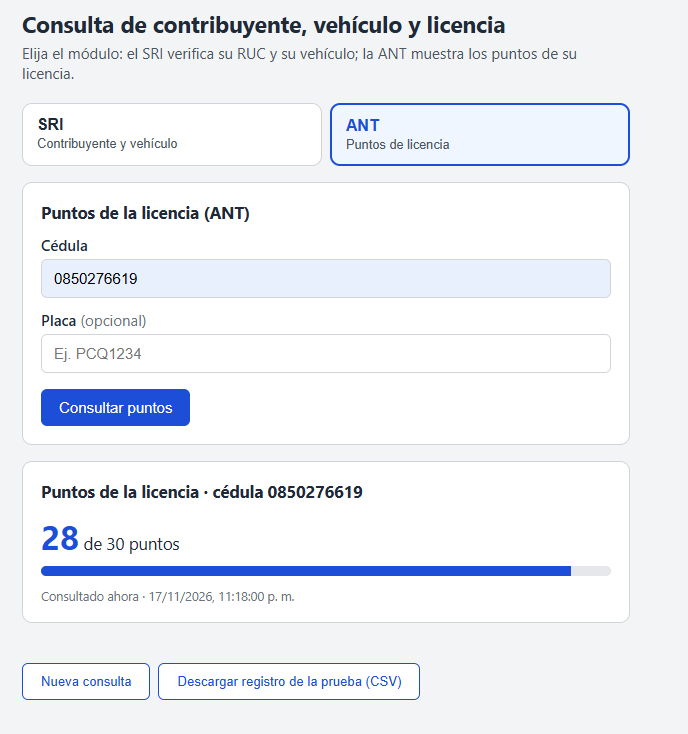 Consulta de contribuyente, vehículo y licencia
Elija el módulo: el SRI verifica su RUC y su vehículo; la ANT muestra los puntos de su
licencia.
SRI
Contribuyente y vehículo
ANT
Puntos de licencia
Puntos de la licencia (ANT)
Cédula
0850276619
Placa (opcional)
Ej. PCQ1234
Consultar puntos
Puntos de la licencia · cédula 0850276619
28 de 30 puntos
Consultado ahora · 17/11/2026, 11:18:00 p. m.
Nueva consulta
Descargar registro de la prueba (CSV)